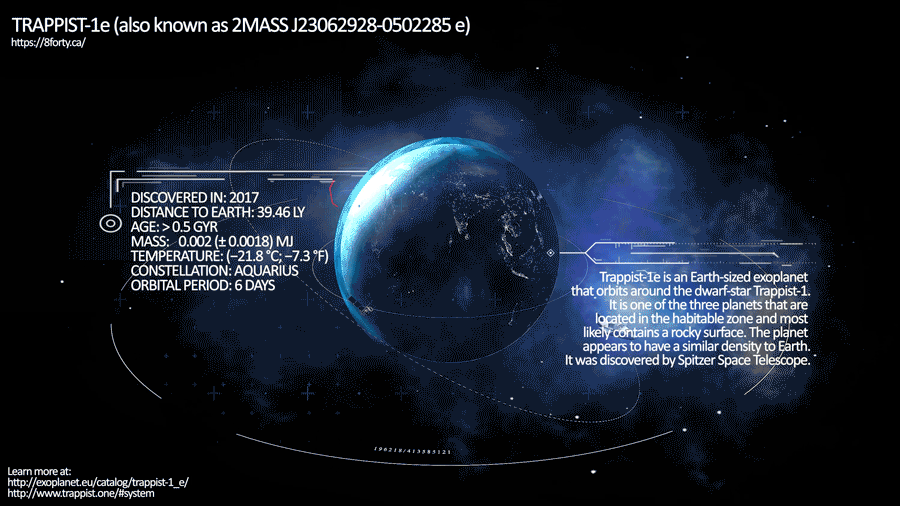 TRAPPIST-1e (also known as 2MASS J23062928-0502285 e)
https://8forty.ca/
DISCOVERED IN: 2017
DISTANCE TO EARTH: 39.46 LY
AGE: > 0.5 GYR
MASS: 0.002 (± 0.0018) MJ
TEMPERATURE: (−21.8 °C; −7.3 °F)
CONSTELLATION: AQUARIUS
ORBITAL PERIOD: 6 DAYS
Trappist-1e is an Earth-sized exoplanet
that orbits around the dwarf-star Trappist-1.
It is one of the three planets that are
located in the habitable zone and most
likely contains a rocky surface. The planet
appears to have a similar density to Earth.
It was discovered by Spitzer Space Telescope.
196218/413385121
Learn more at:
http://exoplanet.eu/catalog/trappist-1_e/
http://www.trappist.one/#system